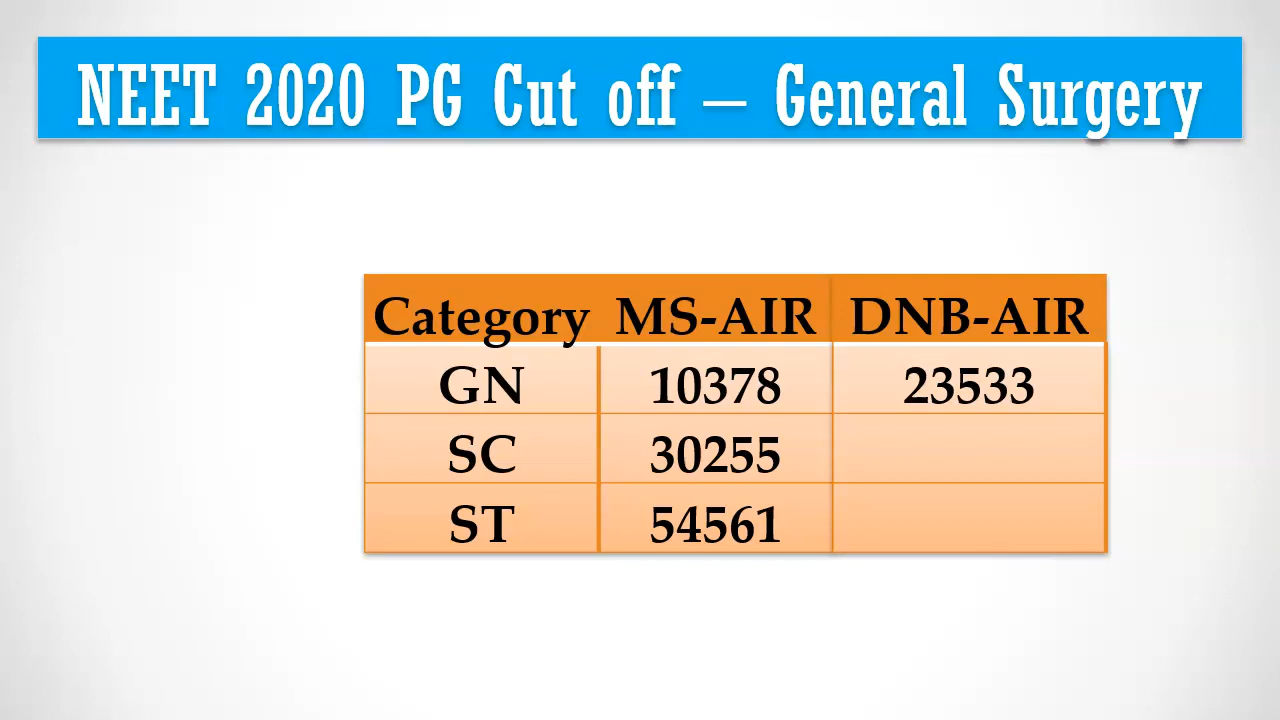 NEET 2020 PG Cut off – General Surgery
Category MS-AIR DNB-AIR
GN 10378 23533
SC 30255
ST 54561